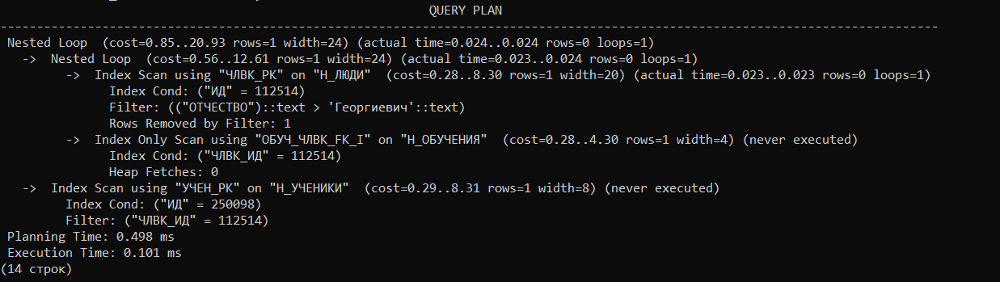 QUERY PLAN
-----------------------------------------------------------------------------------------------------------------------------------
Nested Loop  (cost=0.85..20.93 rows=1 width=24) (actual time=0.024..0.024 rows=0 loops=1)
  ->  Nested Loop  (cost=0.56..12.61 rows=1 width=24) (actual time=0.023..0.024 rows=0 loops=1)
        ->  Index Scan using "ЧЛВК_PK" on "Н_ЛЮДИ"  (cost=0.28..8.30 rows=1 width=20) (actual time=0.023..0.023 rows=0 loops=1)
              Index Cond: ("ИД" = 112514)
              Filter: (("ОТЧЕСТВО")::text > 'Георгиевич'::text)
              Rows Removed by Filter: 1
        ->  Index Only Scan using "ОБУЧ_ЧЛВК_FK_I" on "Н_ОБУЧЕНИЯ"  (cost=0.28..4.30 rows=1 width=4) (never executed)
              Index Cond: ("ЧЛВК_ИД" = 112514)
              Heap Fetches: 0
  ->  Index Scan using "УЧЕН_PK" on "Н_УЧЕНИКИ"  (cost=0.29..8.31 rows=1 width=8) (never executed)
        Index Cond: ("ИД" = 250098)
        Filter: ("ЧЛВК_ИД" = 112514)
Planning Time: 0.498 ms
Execution Time: 0.101 ms
(14 строк)